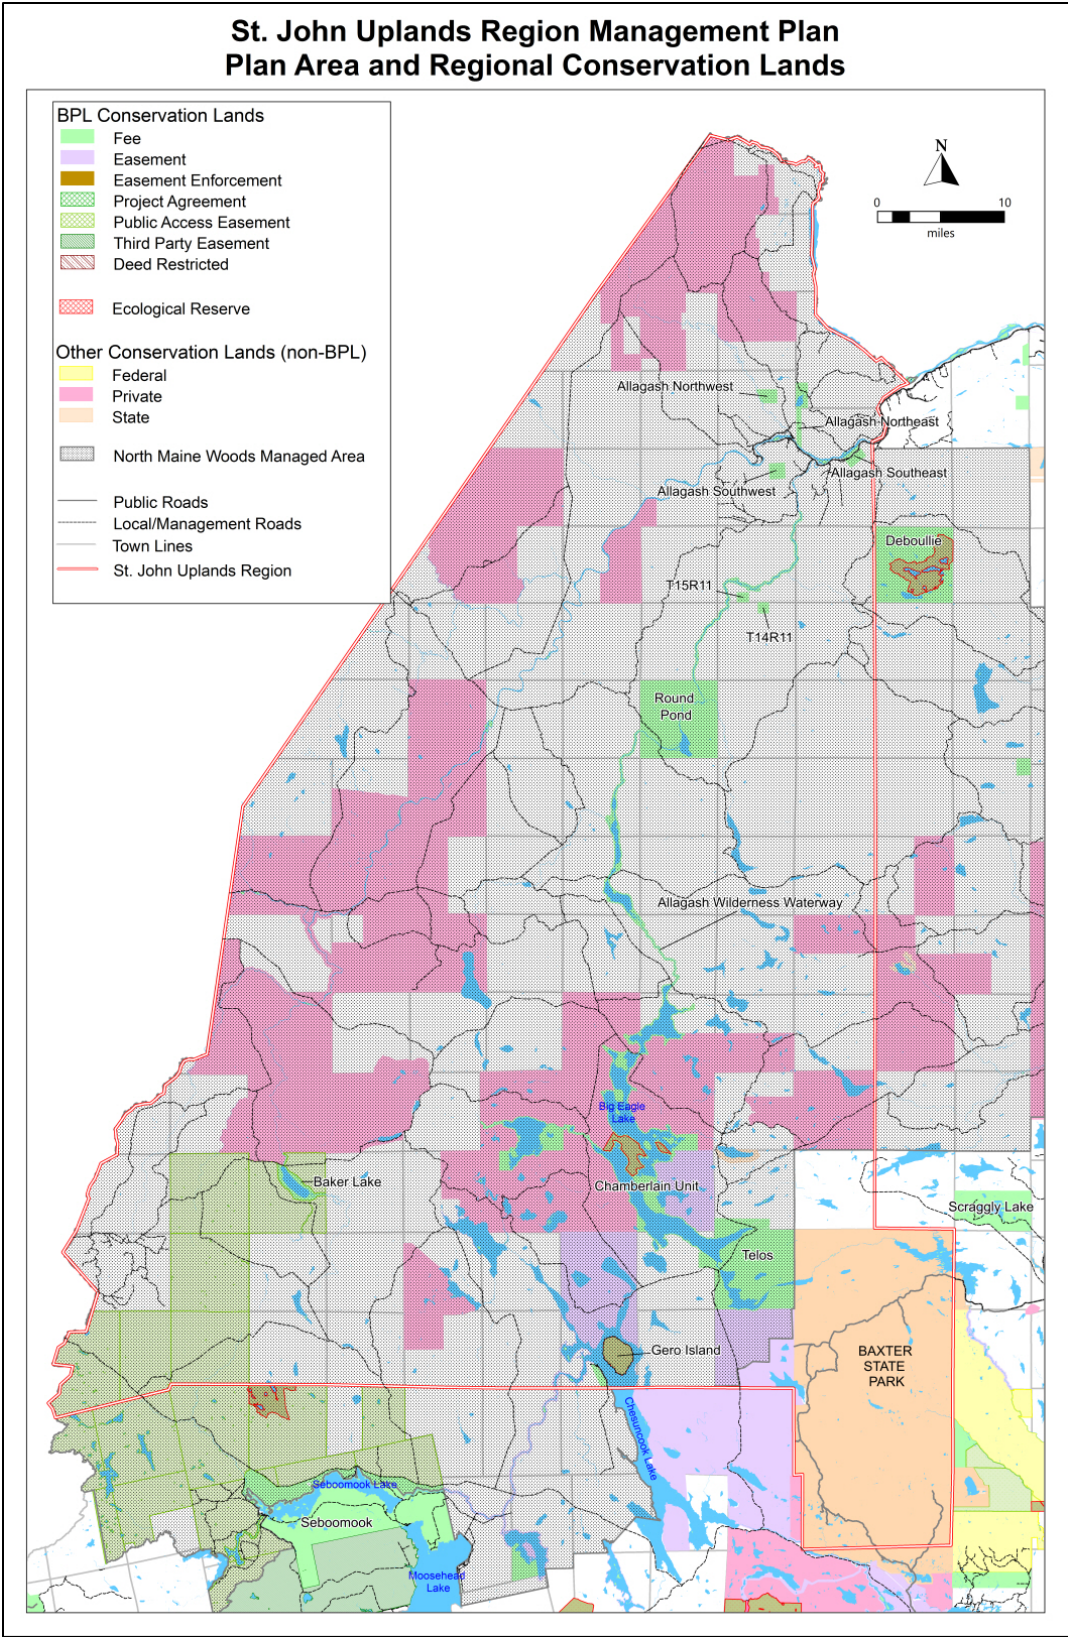 St. John Uplands Region Management Plan
Plan Area and Regional Conservation Lands
BPL Conservation Lands
Fee
Easement
Easement Enforcement
Project Agreement
Public Access Easement
Third Party Easement
Deed Restricted
Ecological Reserve
Other Conservation Lands (non-BPL)
Federal
Private
State
North Maine Woods Managed Area
Public Roads
Local/Management Roads
Town Lines
St. John Uplands Region
N
0 10
miles
Allagash Northwest
Allagash Northeast
Allagash Southeast
Allagash Southwest
Deboullie
T15R11
T14R11
Round
Pond
Allagash Wilderness Waterway
Big Eagle
Lake
Baker Lake
Chamberlain Unit
Scraggly Lake
Telos
Gero Island
BAXTER
STATE
PARK
Chesuncook Lake
Seboomook Lake
Seboomook
Moosehead
Lake